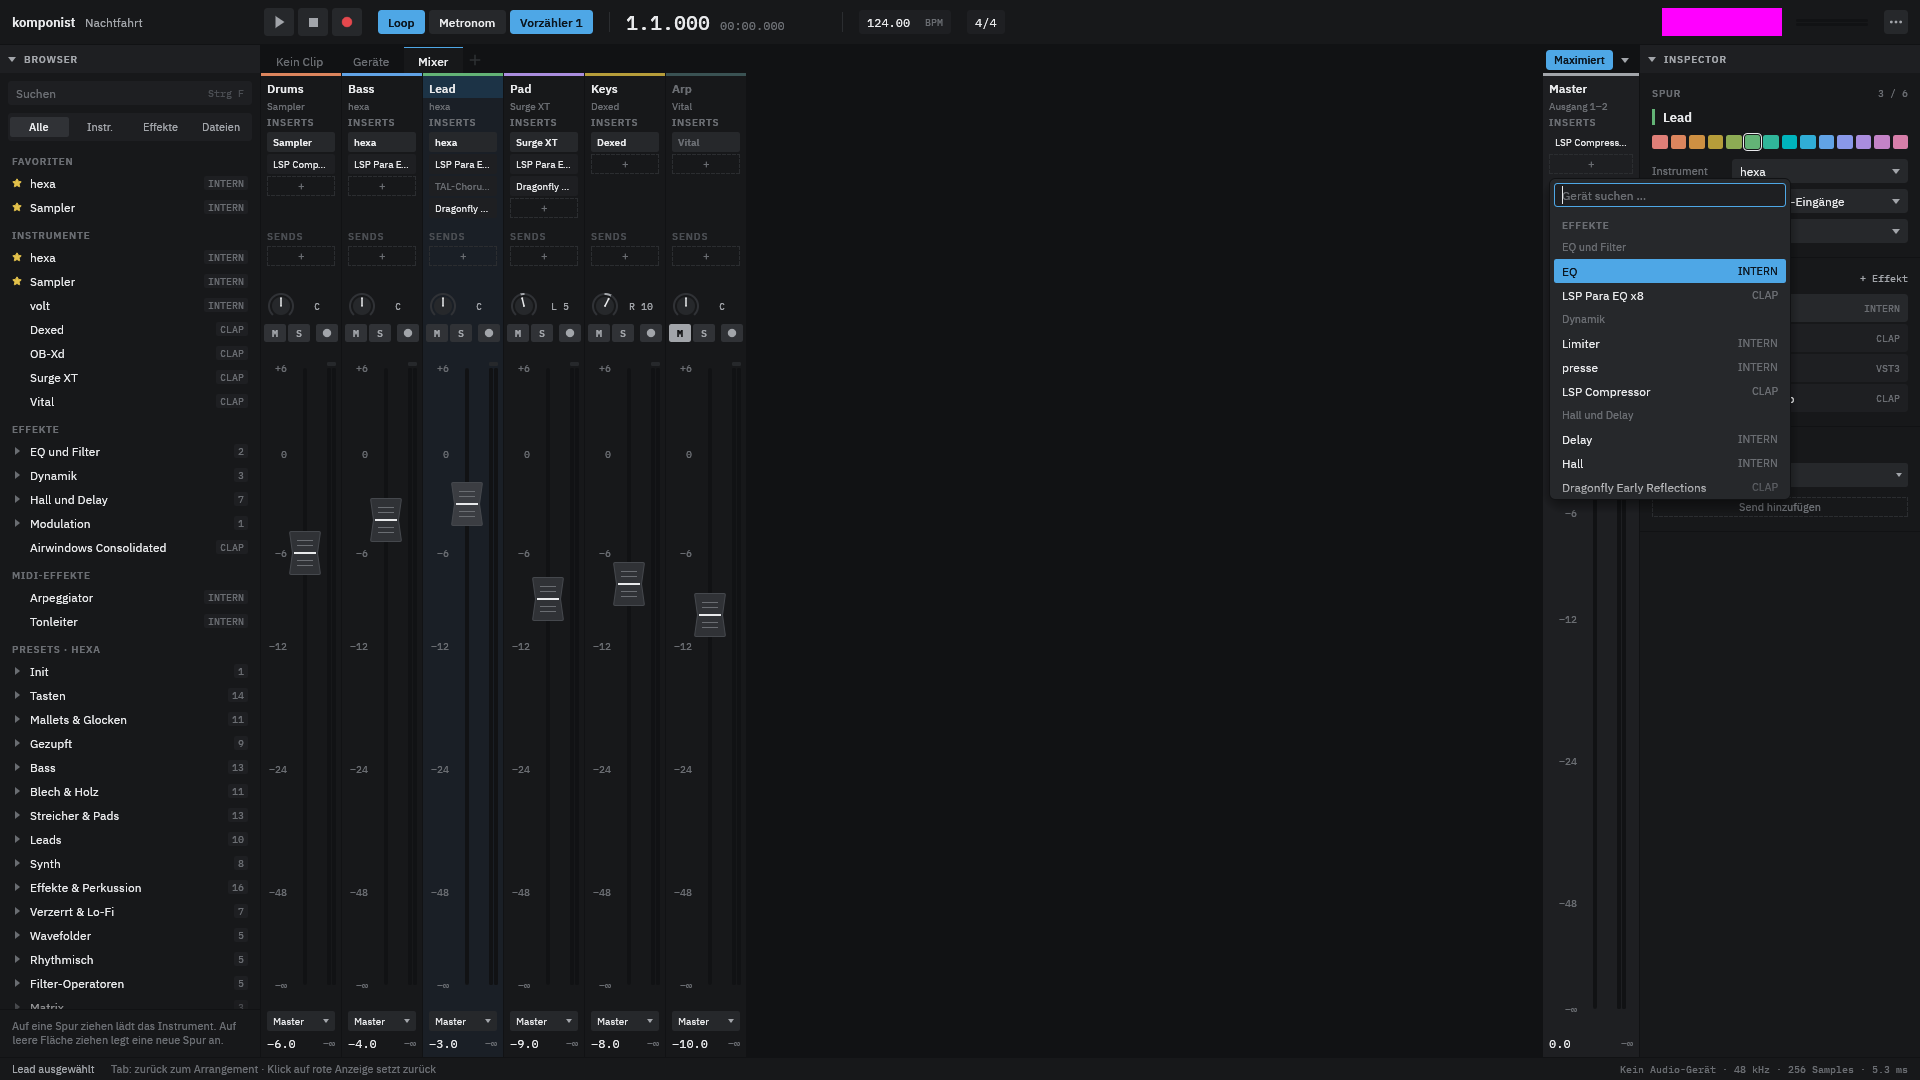 komponist Nachtfahrt
Loop Metronom Vorzähler 1
1.1.000 00:00.000
124.00 BPM 4/4
BROWSER
Suchen Strg F
Alle Instr. Effekte Dateien
FAVORITEN
hexa INTERN
Sampler INTERN
INSTRUMENTE
hexa INTERN
Sampler INTERN
volt INTERN
Dexed CLAP
OB-Xd CLAP
Surge XT CLAP
Vital CLAP
EFFEKTE
EQ und Filter 2
Dynamik 3
Hall und Delay 7
Modulation 1
Airwindows Consolidated CLAP
MIDI-EFFEKTE
Arpeggiator INTERN
Tonleiter INTERN
PRESETS · HEXA
Init 1
Tasten 14
Mallets & Glocken 11
Gezupft 9
Bass 13
Blech & Holz 11
Streicher & Pads 13
Leads 10
Synth 8
Effekte & Perkussion 16
Verzerrt & Lo-Fi 7
Wavefolder 5
Rhythmisch 5
Filter-Operatoren 5
Matrix 3
Auf eine Spur ziehen lädt das Instrument. Auf
leere Fläche ziehen legt eine neue Spur an.
Kein Clip Geräte Mixer +
Drums
Sampler
INSERTS
Sampler
LSP Comp...
+
SENDS
+
C
M S
+6
0
−6
−12
−24
−48
−∞
Master
−6.0 −∞
Bass
hexa
INSERTS
hexa
LSP Para E...
+
SENDS
+
C
M S
+6
0
−6
−12
−24
−48
−∞
Master
−4.0 −∞
Lead
hexa
INSERTS
hexa
LSP Para E...
TAL-Choru...
Dragonfly ...
SENDS
+
C
M S
+6
0
−6
−12
−24
−48
−∞
Master
−3.0 −∞
Pad
Surge XT
INSERTS
Surge XT
LSP Para E...
Dragonfly ...
+
SENDS
+
L 5
M S
+6
0
−6
−12
−24
−48
−∞
Master
−9.0 −∞
Keys
Dexed
INSERTS
Dexed
+
SENDS
+
R 10
M S
+6
0
−6
−12
−24
−48
−∞
Master
−8.0 −∞
Arp
Vital
INSERTS
Vital
+
SENDS
+
C
M S
+6
0
−6
−12
−24
−48
−∞
Master
−10.0 −∞
Maximiert
Master
Ausgang 1–2
INSERTS
LSP Compress...
+
Gerät suchen ...
EFFEKTE
EQ und Filter
EQ INTERN
LSP Para EQ x8 CLAP
Dynamik
Limiter INTERN
presse INTERN
LSP Compressor CLAP
Hall und Delay
Delay INTERN
Hall INTERN
Dragonfly Early Reflections CLAP
−6
−12
−24
−48
−∞
0.0 −∞
INSPECTOR
SPUR 3 / 6
Lead
Instrument hexa
-Eingänge
+ Effekt
INTERN
CLAP
VST3
CLAP
Send hinzufügen
Lead ausgewählt Tab: zurück zum Arrangement · Klick auf rote Anzeige setzt zurück
Kein Audio-Gerät · 48 kHz · 256 Samples · 5.3 ms